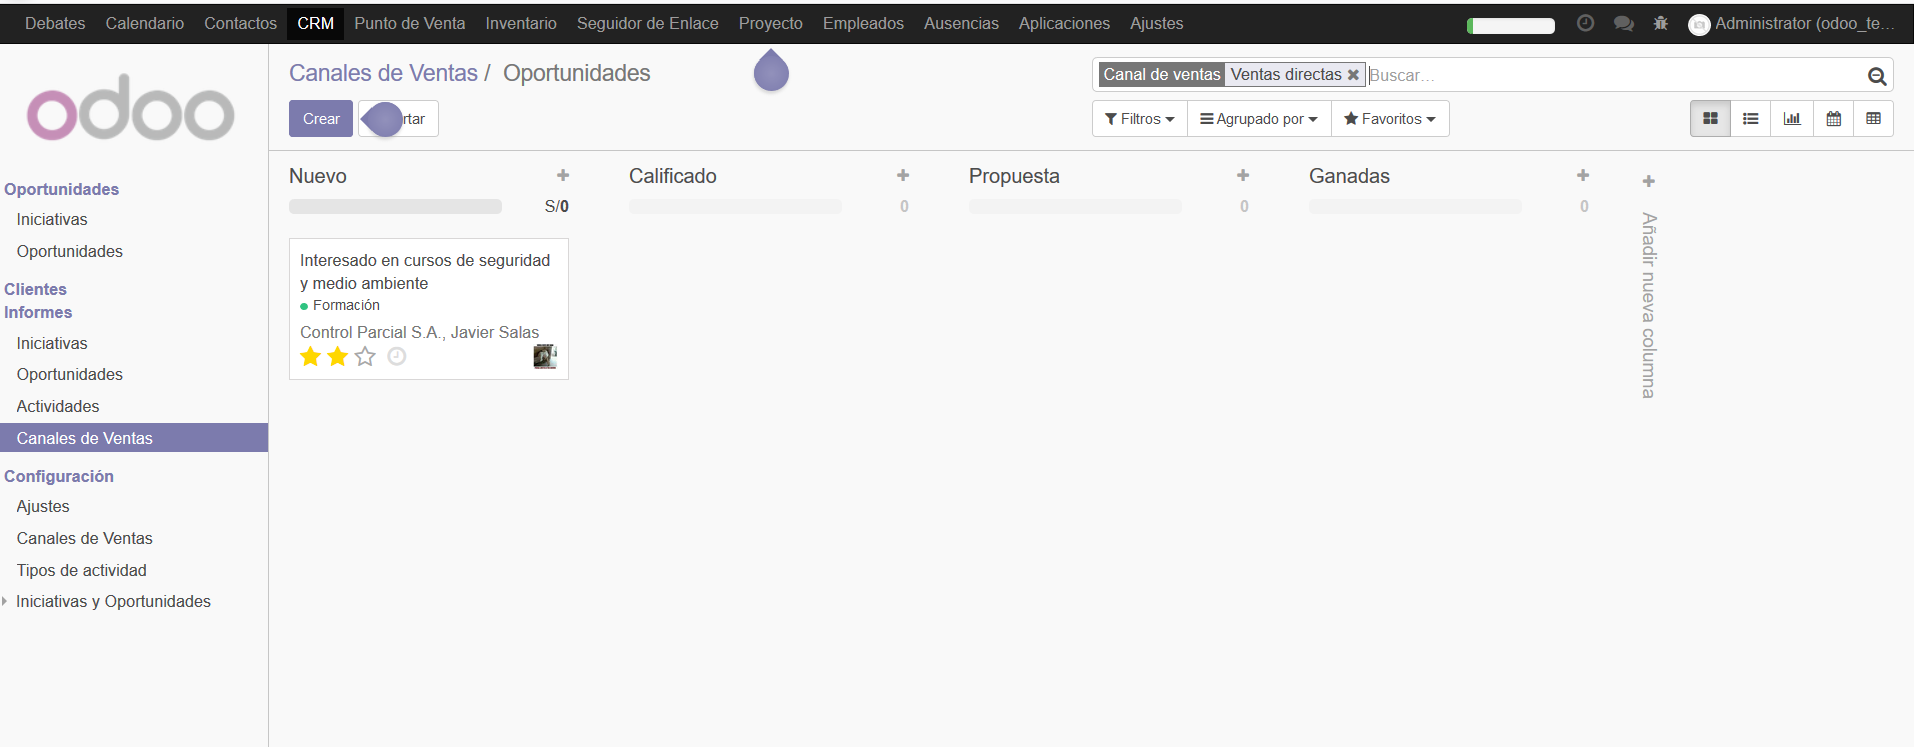 Debates Calendario Contactos CRM Punto de Venta Inventario Seguidor de Enlace Proyecto Empleados Ausencias Aplicaciones Ajustes Administrator (odoo_te...
odoo
Canales de Ventas / Oportunidades
Canal de ventas Ventas directas Buscar...
Crear
Filtros Agrupado por Favoritos
Oportunidades
Iniciativas
Oportunidades
Clientes
Informes
Iniciativas
Oportunidades
Actividades
Canales de Ventas
Configuración
Ajustes
Canales de Ventas
Tipos de actividad
Iniciativas y Oportunidades
Nuevo
S/0
Interesado en cursos de seguridad
y medio ambiente
Formación
Control Parcial S.A., Javier Salas
Calificado
0
Propuesta
0
Ganadas
0
Añadir nueva columna